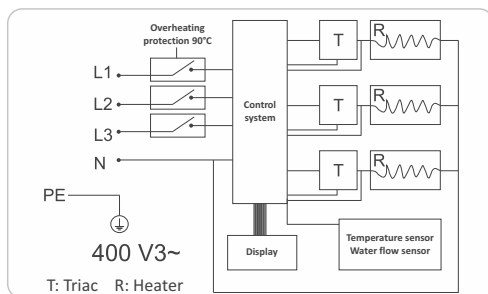 Overheating
protection 90°C
L1
L2
L3
N
PE
400 V3~
T: Triac R: Heater
Control
system
Display
T
R
T
R
T
R
Temperature sensor
Water flow sensor